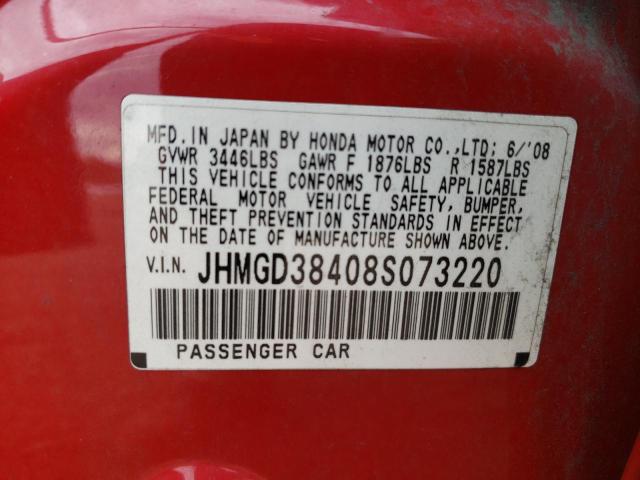 MFD. IN JAPAN BY HONDA MOTOR CO.,LTD; 6/'08
GVWR 3446LBS GAWR F 1876LBS R 1587LBS
THIS VEHICLE CONFORMS TO ALL APPLICABLE
FEDERAL MOTOR VEHICLE SAFETY, BUMPER,
AND THEFT PREVENTION STANDARDS IN EFFECT
ON THE DATE OF MANUFACTURE SHOWN ABOVE.
V.I.N. JHMGD38408S073220
PASSENGER CAR